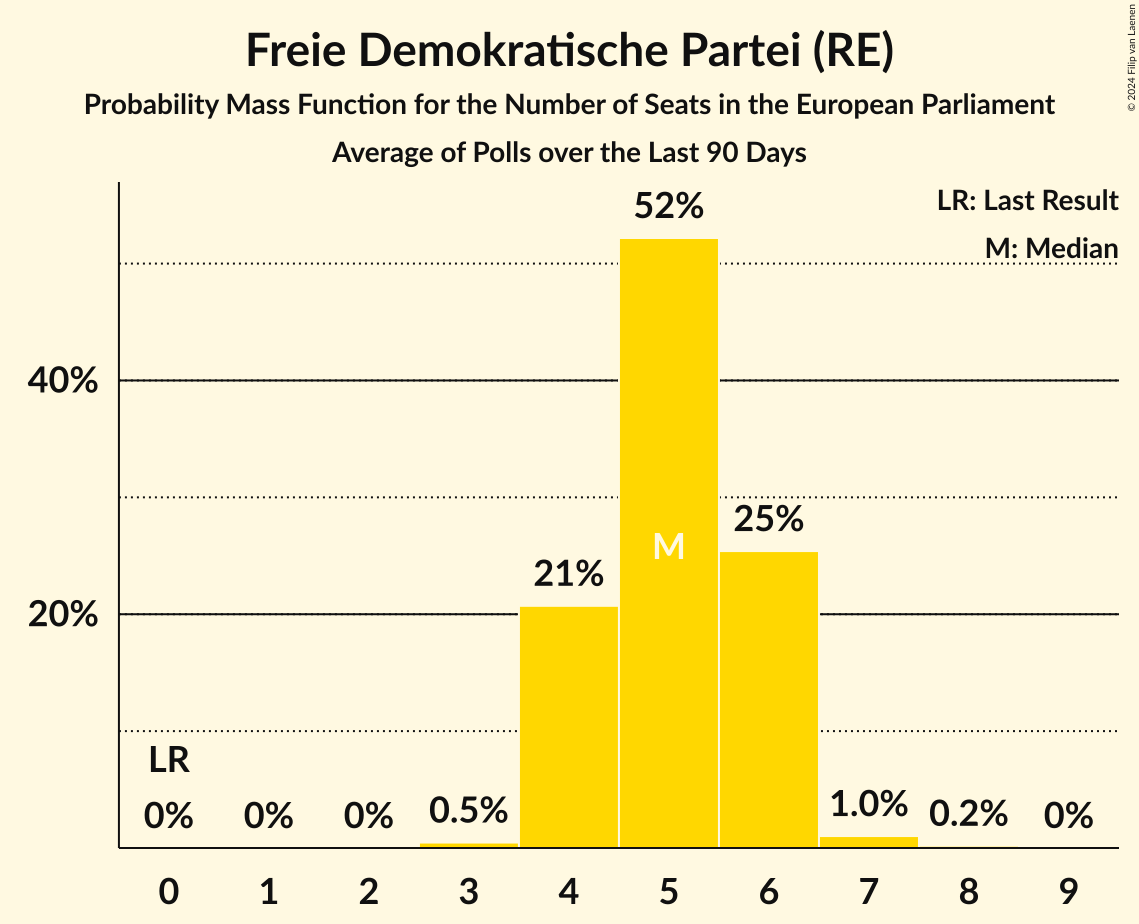 Freie Demokratische Partei (RE)
Probability Mass Function for the Number of Seats in the European Parliament
Average of Polls over the Last 90 Days
© 2024 Filip van Laenen
LR: Last Result
M: Median
52%
40%
25%
M
21%
20%
LR
0% 0% 0% 0.5% 1.0% 0.2% 0%
0 1 2 3 4 5 6 7 8 9